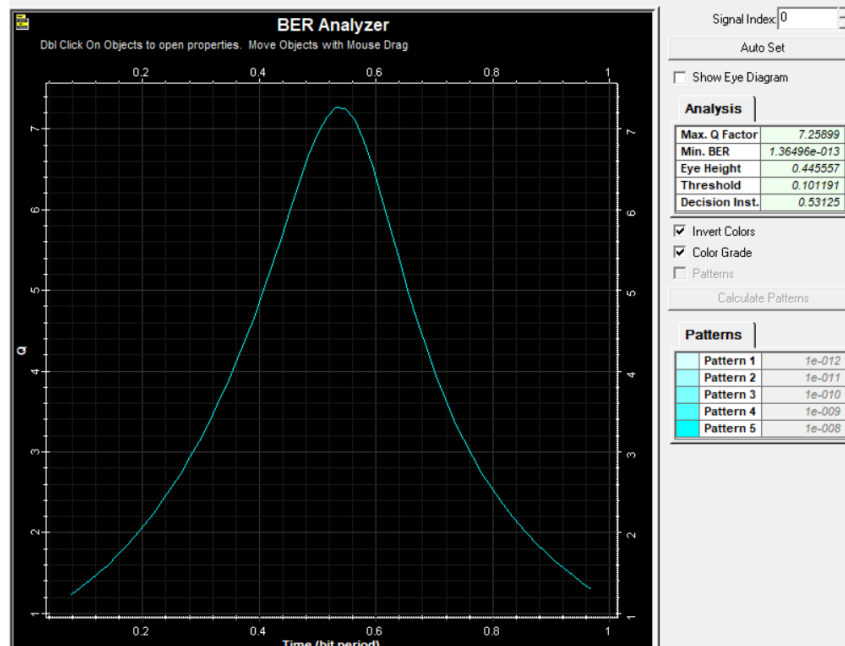 BER Analyzer
Dbl Click On Objects to open properties. Move Objects with Mouse Drag
0.2 0.4 0.6 0.8 1
7 7
6 6
5 5
4 4
3 3
2 2
1 1
Q
0.2 0.4 0.6 0.8 1
Time (bit period)
Signal Index: 0
Auto Set
Show Eye Diagram
Analysis
Max. Q Factor 7.25899
Min. BER 1.36496e-013
Eye Height 0.445557
Threshold 0.101191
Decision Inst. 0.53125
Invert Colors
Color Grade
Patterns
Calculate Patterns
Patterns
Pattern 1 1e-012
Pattern 2 1e-011
Pattern 3 1e-010
Pattern 4 1e-009
Pattern 5 1e-008